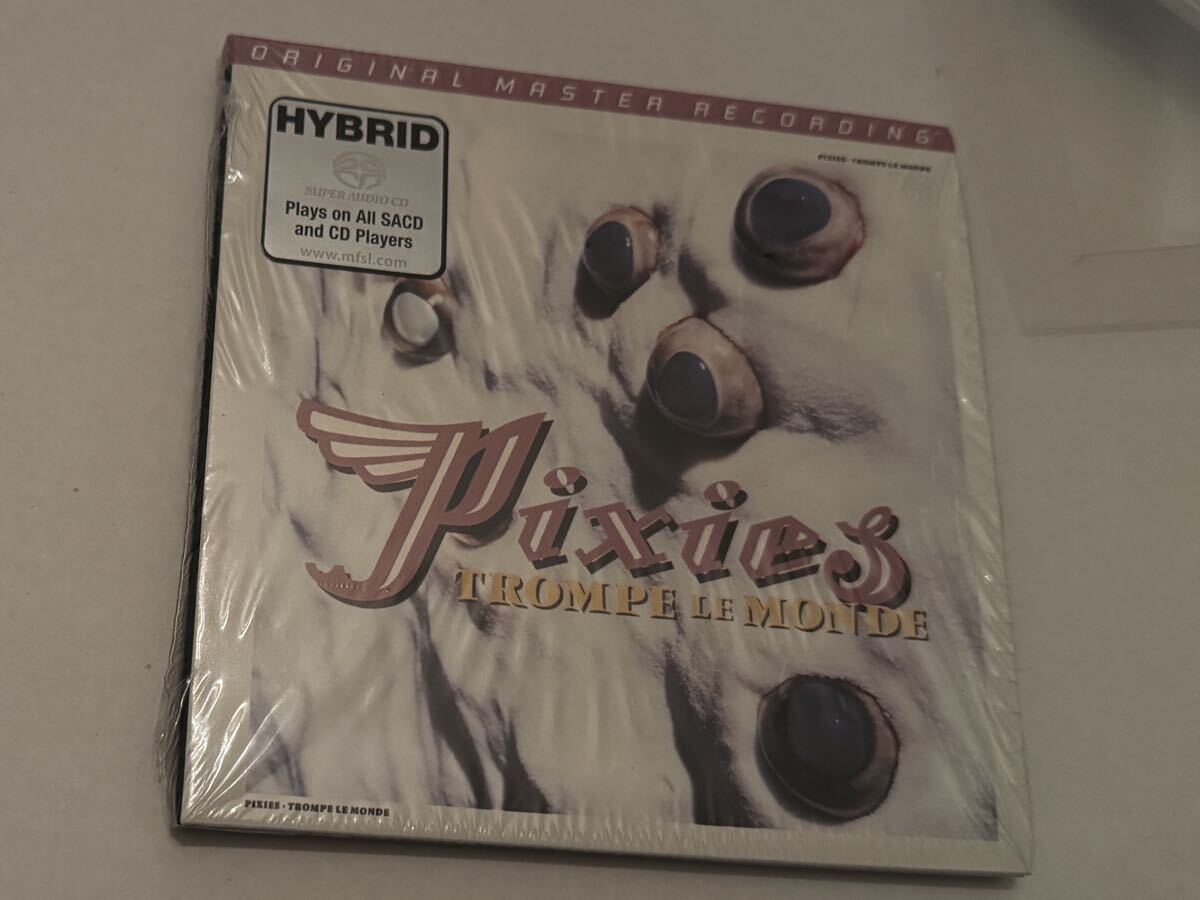 ORIGINAL MASTER RECORDING
HYBRID
SUPER AUDIO CD
Plays on All SACD
and CD Players
www.mfsl.com
PIXIES · TROMPE LE MONDE
Pixies
TROMPE LE MONDE
PIXIES · TROMPE LE MONDE